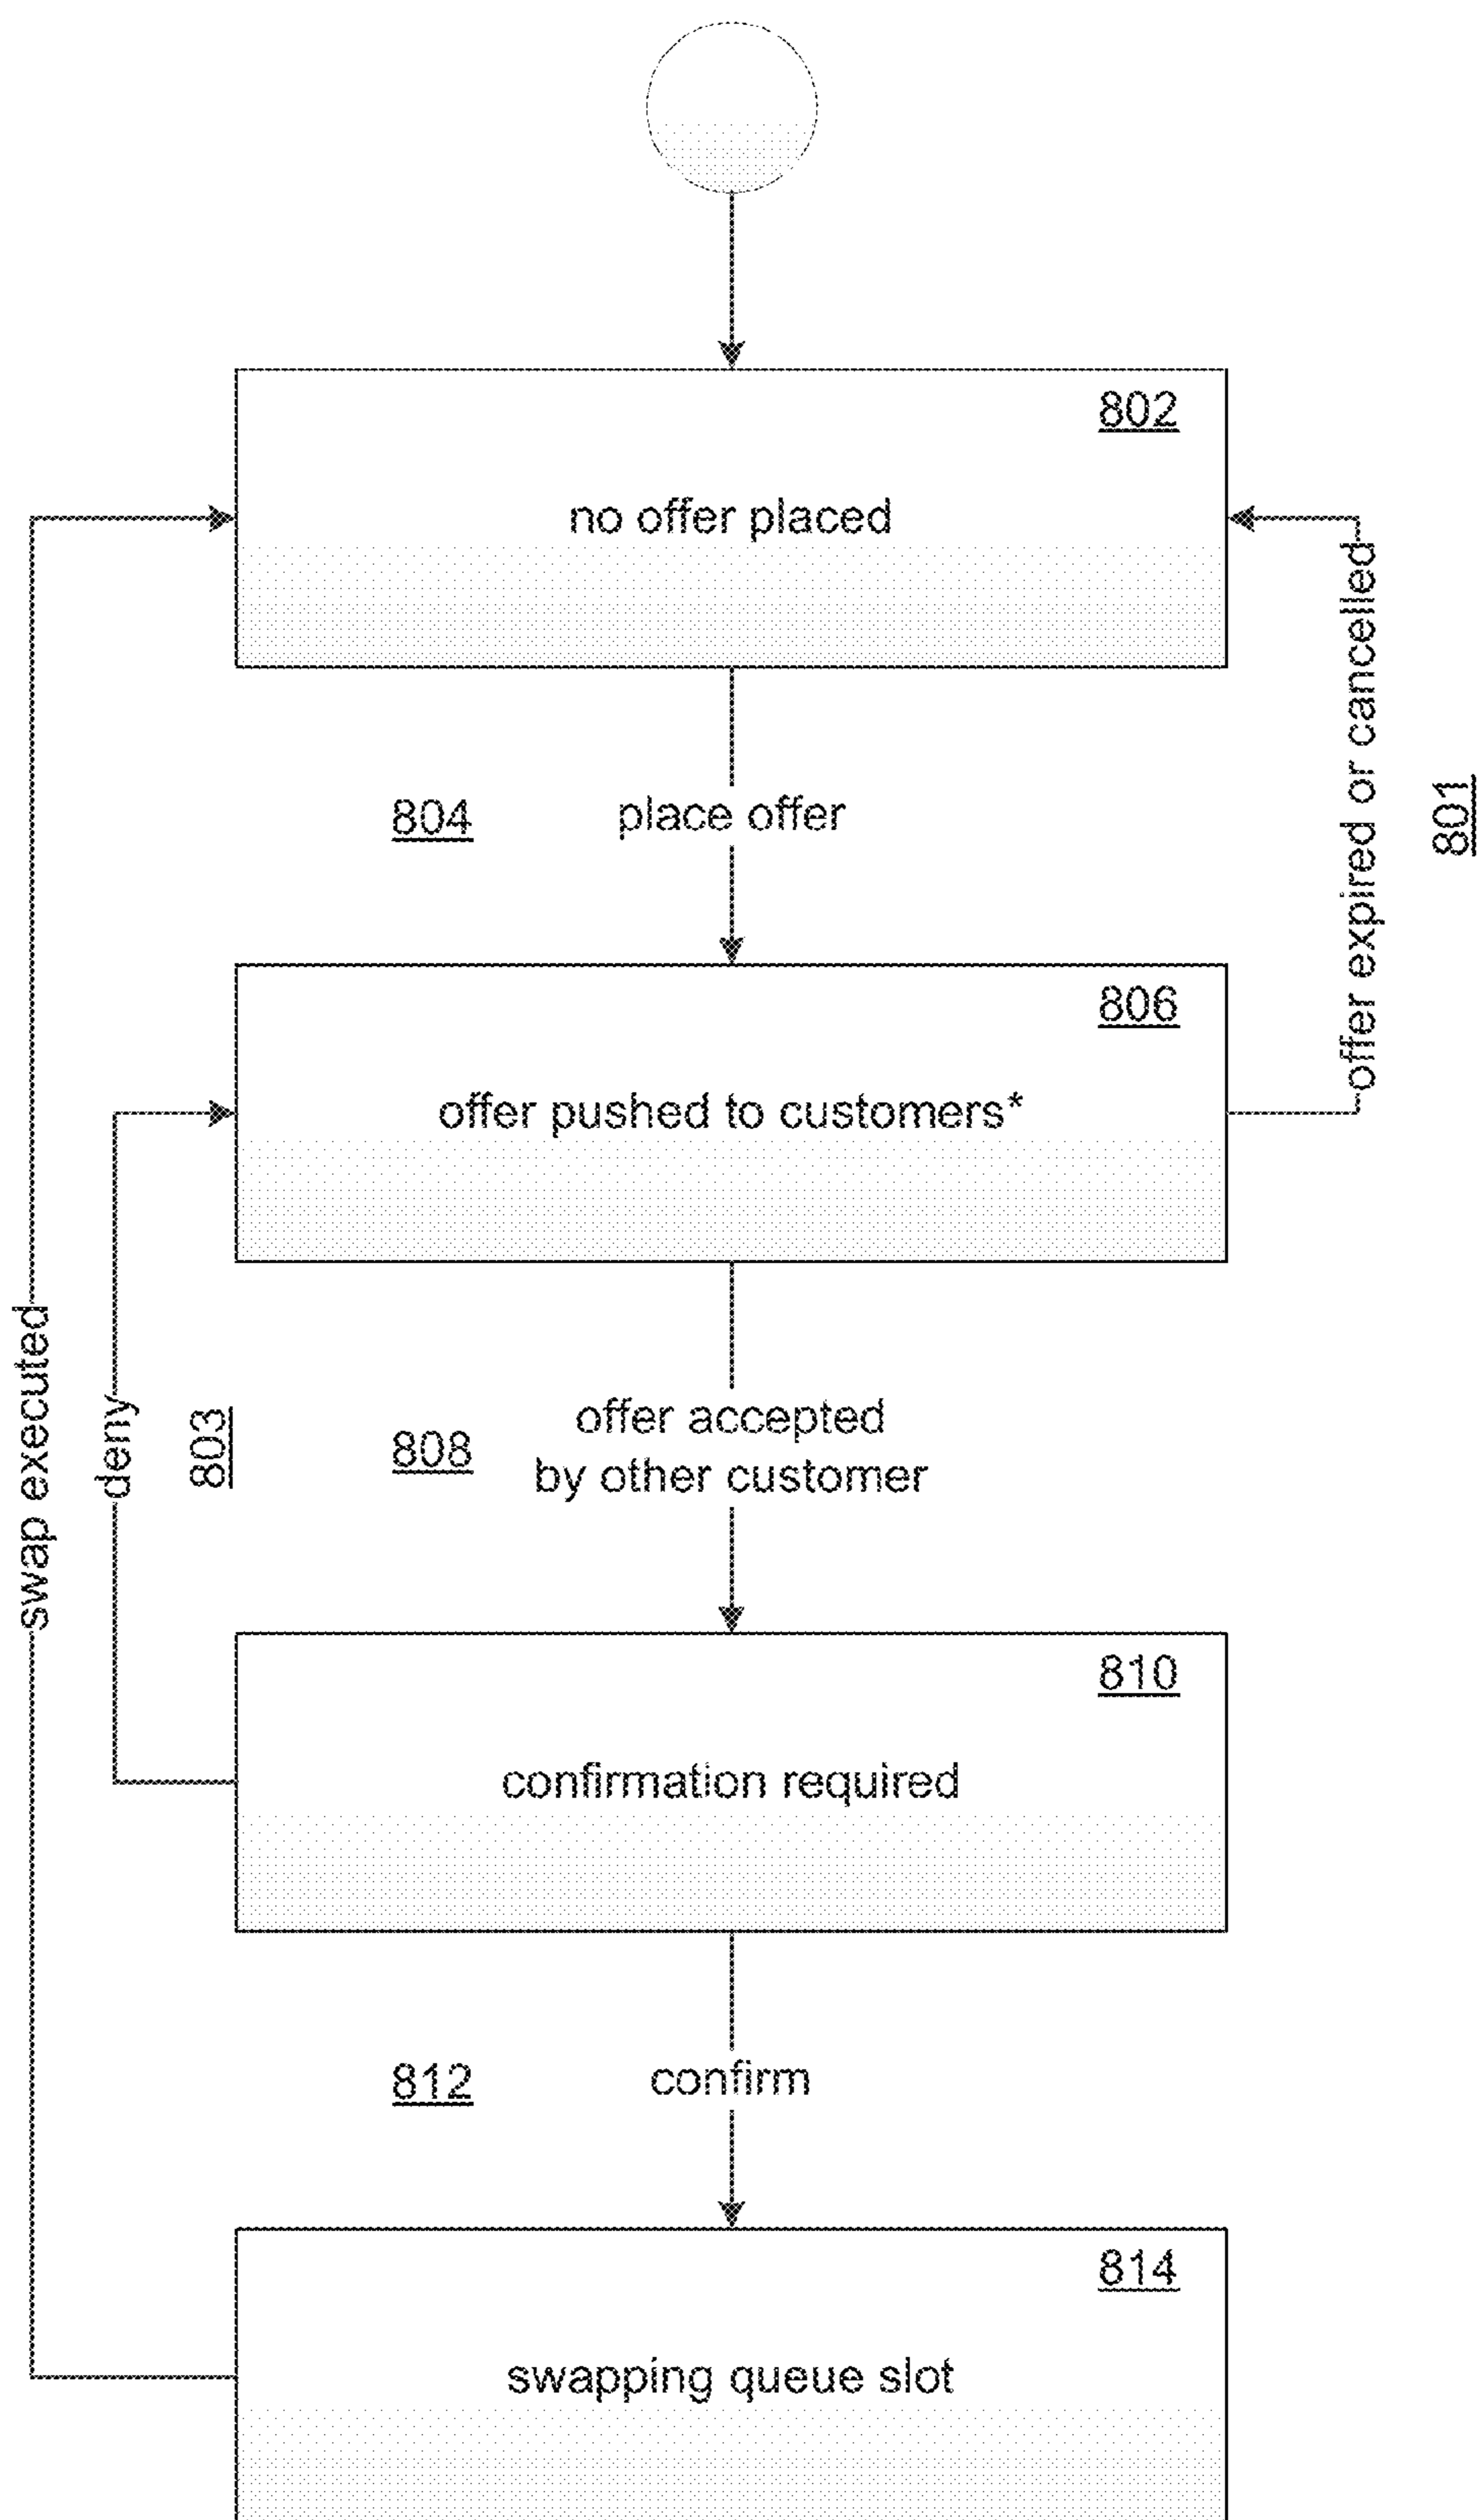 802
no offer placed
offer expired or cancelled
801
804
place offer
806
offer pushed to customers*
swap executed
deny
803
808
offer accepted
by other customer
810
confirmation required
812
confirm
814
swapping queue slot